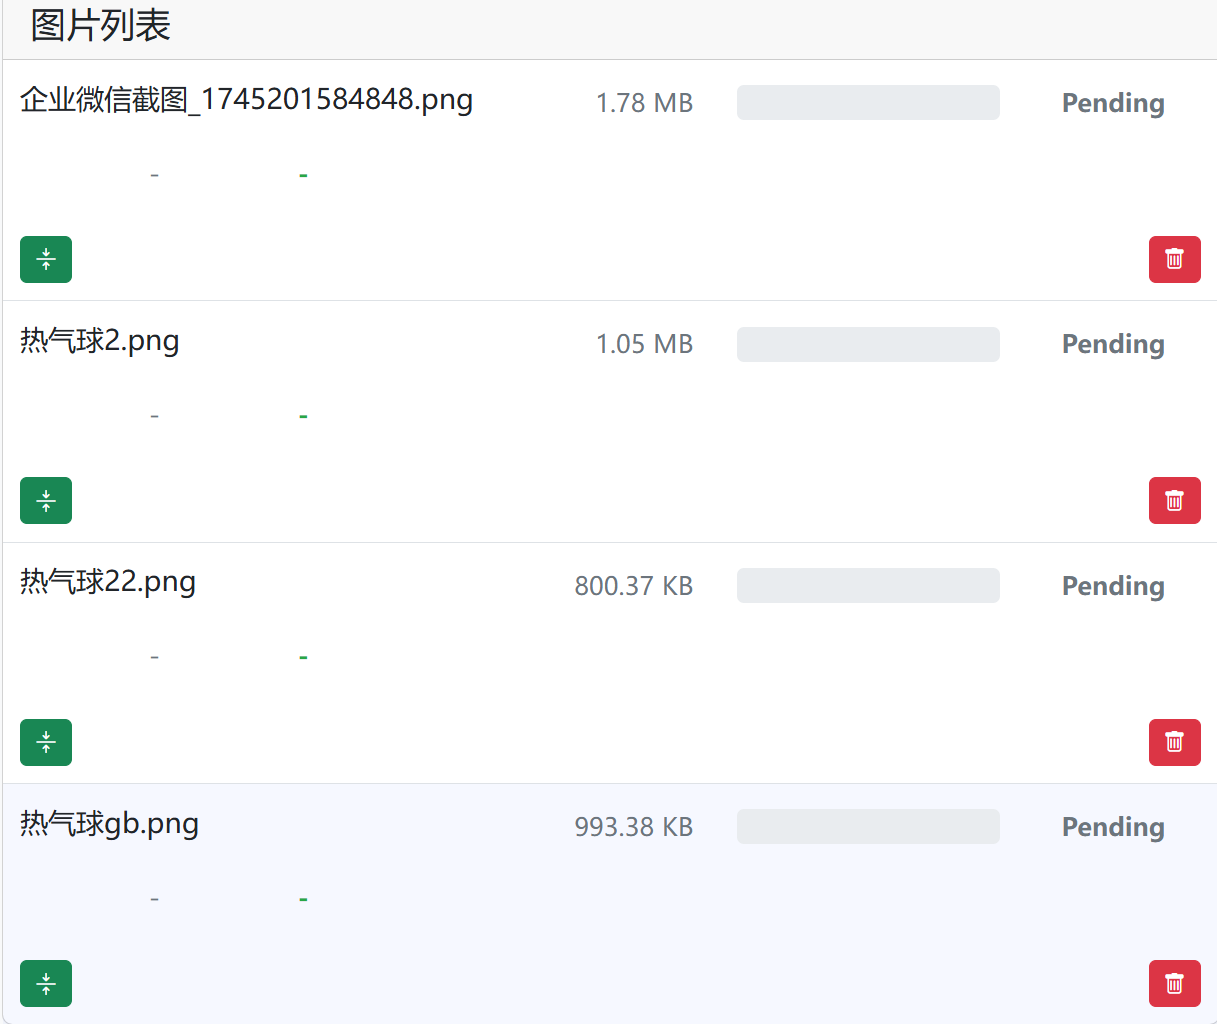 图片列表
企业微信截图_1745201584848.png 1.78 MB Pending
- -
热气球2.png 1.05 MB Pending
- -
热气球22.png 800.37 KB Pending
- -
热气球gb.png 993.38 KB Pending
- -